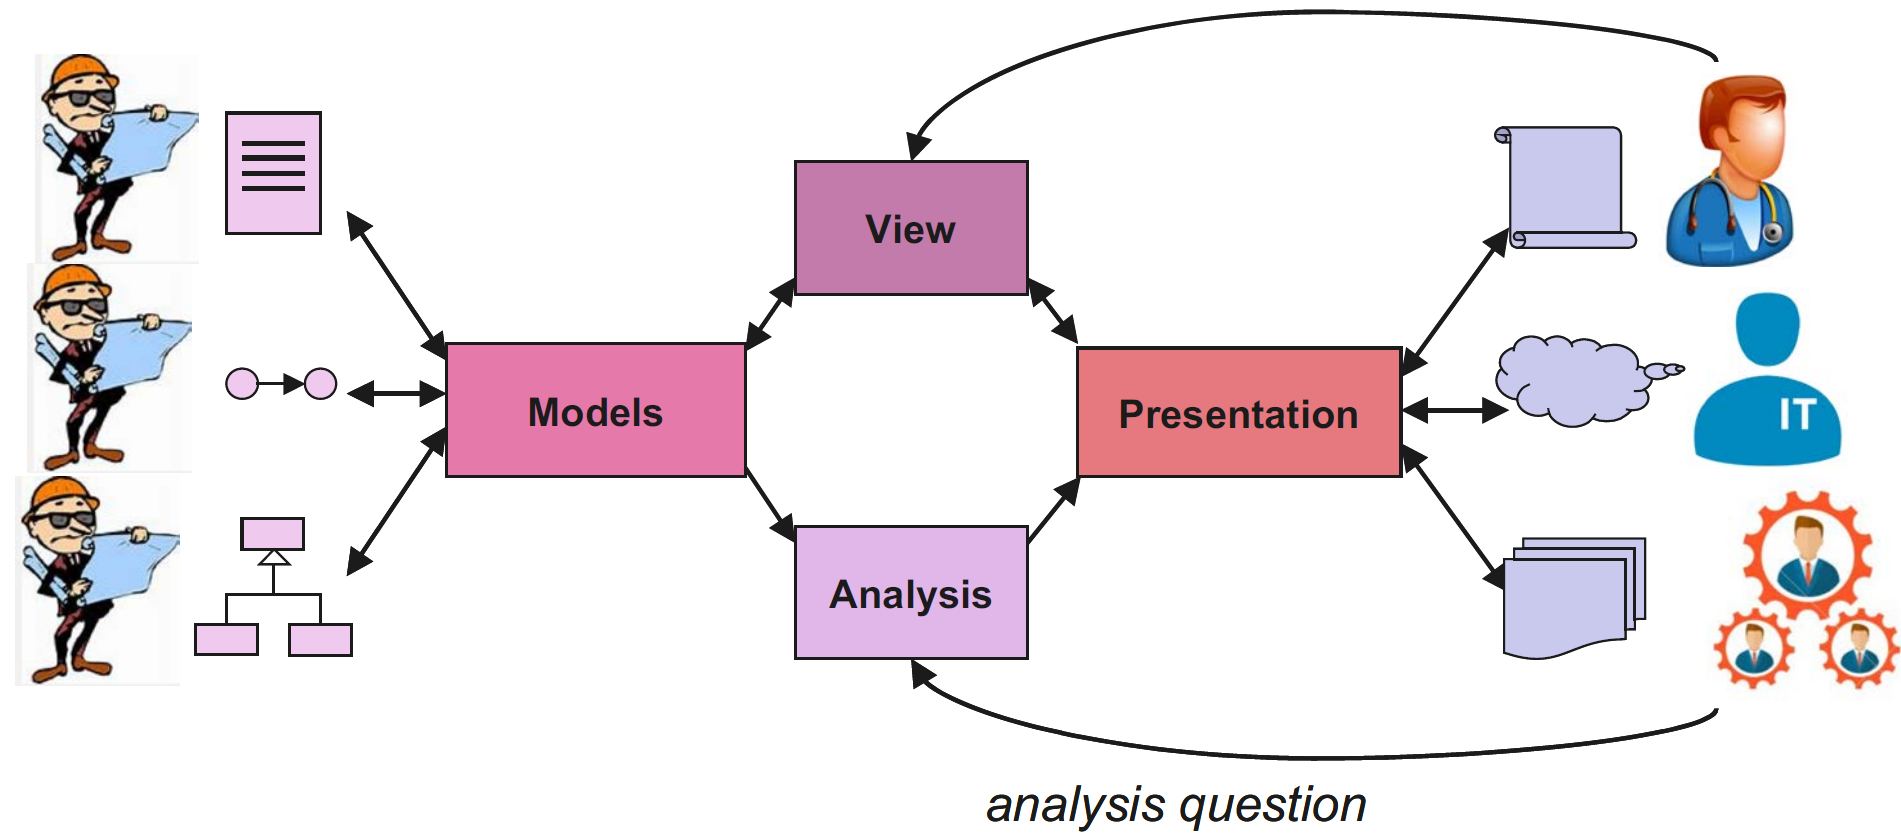 View
Models
Presentation
IT
Analysis
analysis question